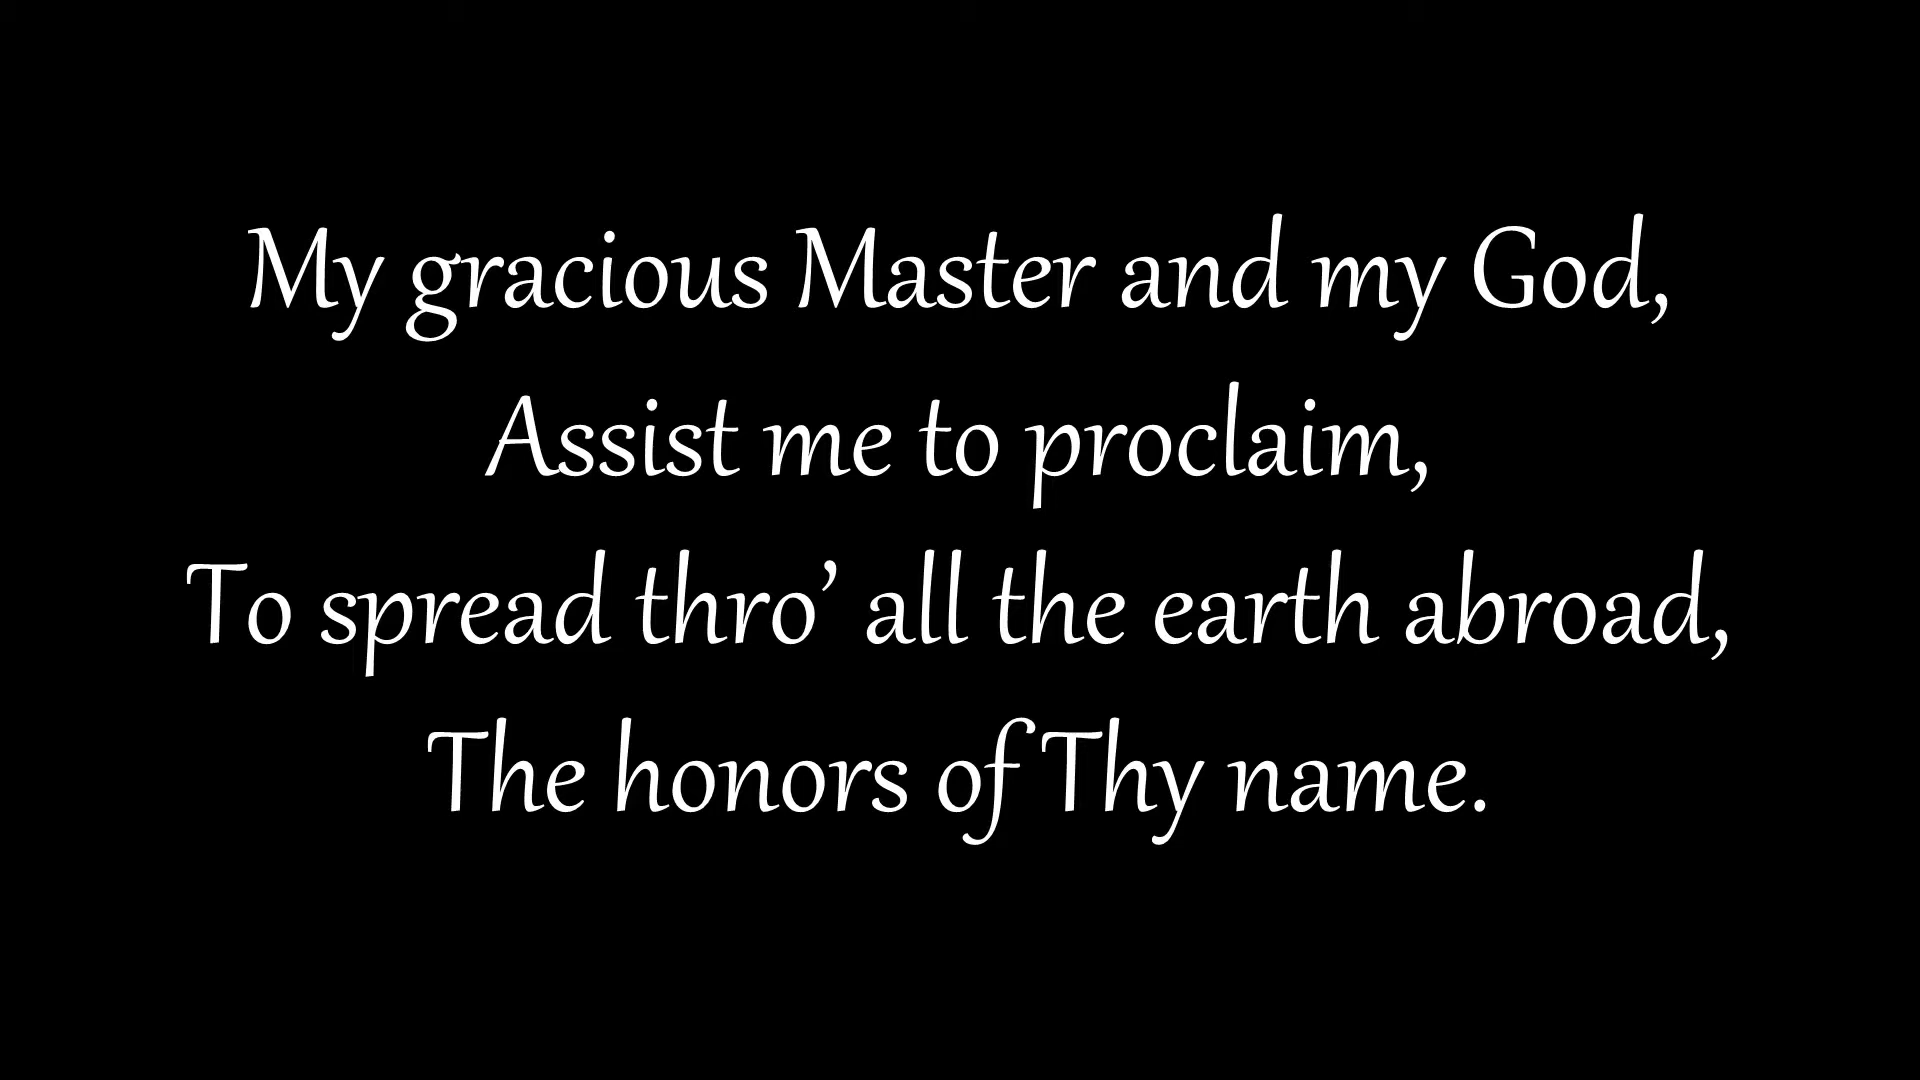 My gracious Master and my God,
Assist me to proclaim,
To spread thro’ all the earth abroad,
The honors of Thy name.